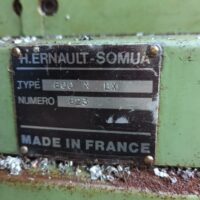 H.ERNAULT-SOMUA
TYPE
NUMERO
MADE IN FRANCE